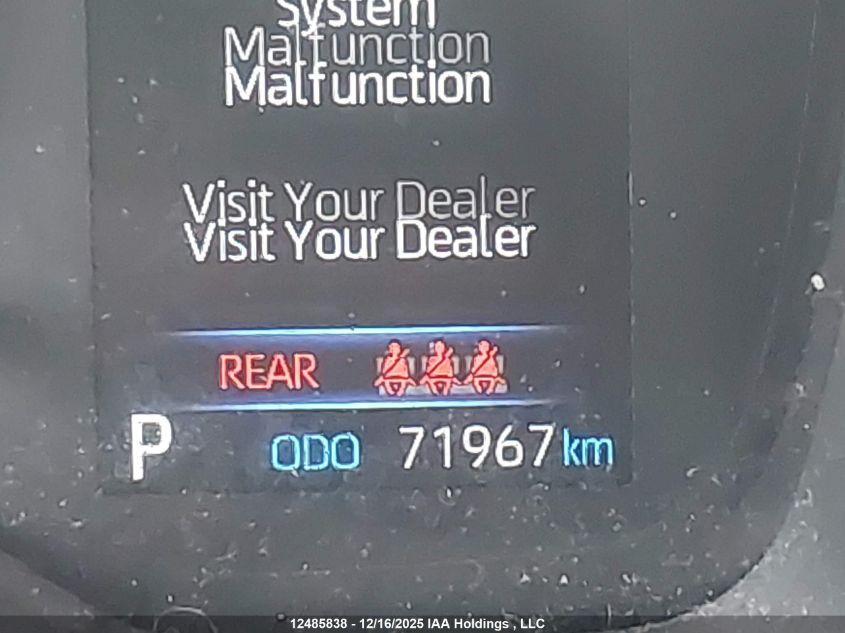 System
Malfunction
Malfunction
Visit Your Dealer
Visit Your Dealer
REAR
P ODO 71967 km
12485838 - 12/16/2025 IAA Holdings , LLC